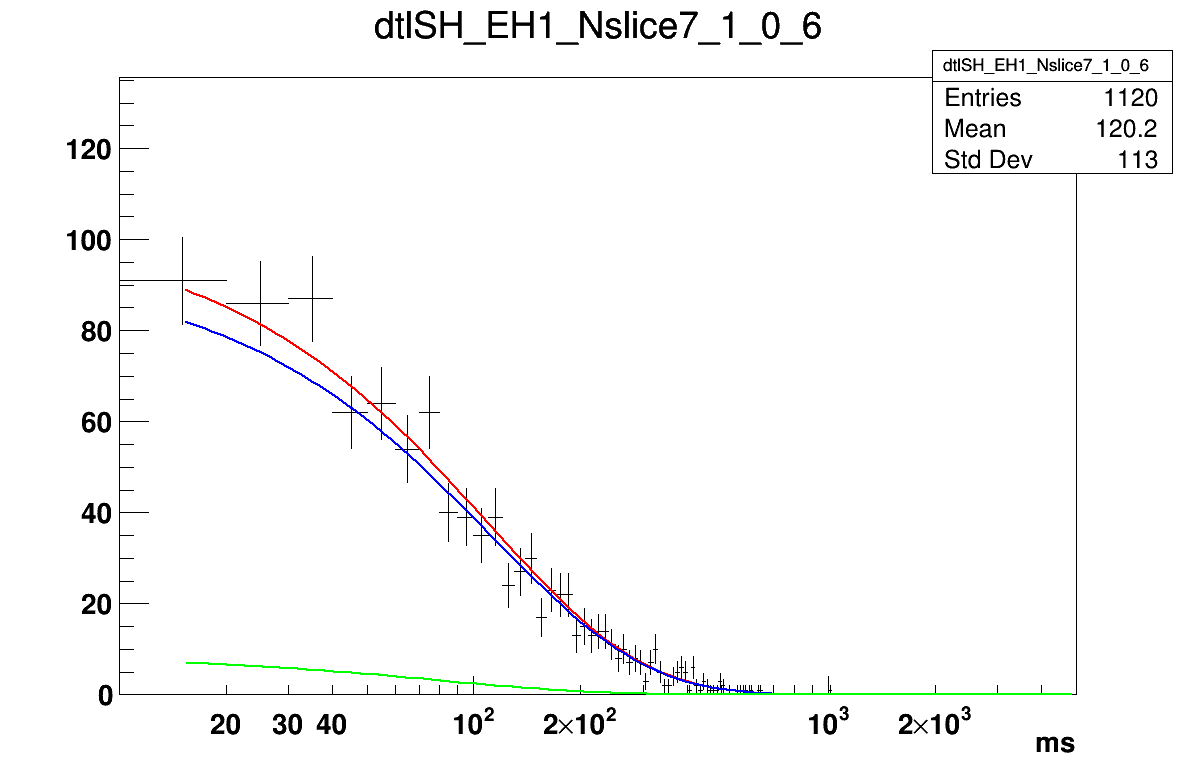 dtlSH_EH1_Nslice7_1_0_6
dtlSH_EH1_Nslice7_1_0_6
Entries 1120
Mean 120.2
Std Dev 113
120
100
80
60
40
20
0
20 30 40 10² 2×10² 10³ 2×10³
ms